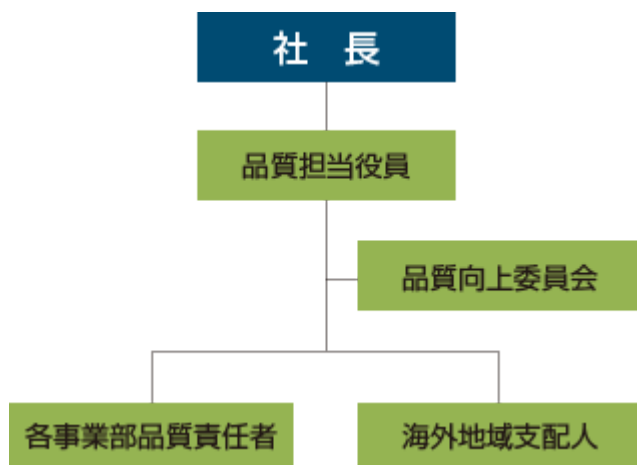 社　長
品質担当役員
品質向上委員会
各事業部品質責任者
海外地域支配人